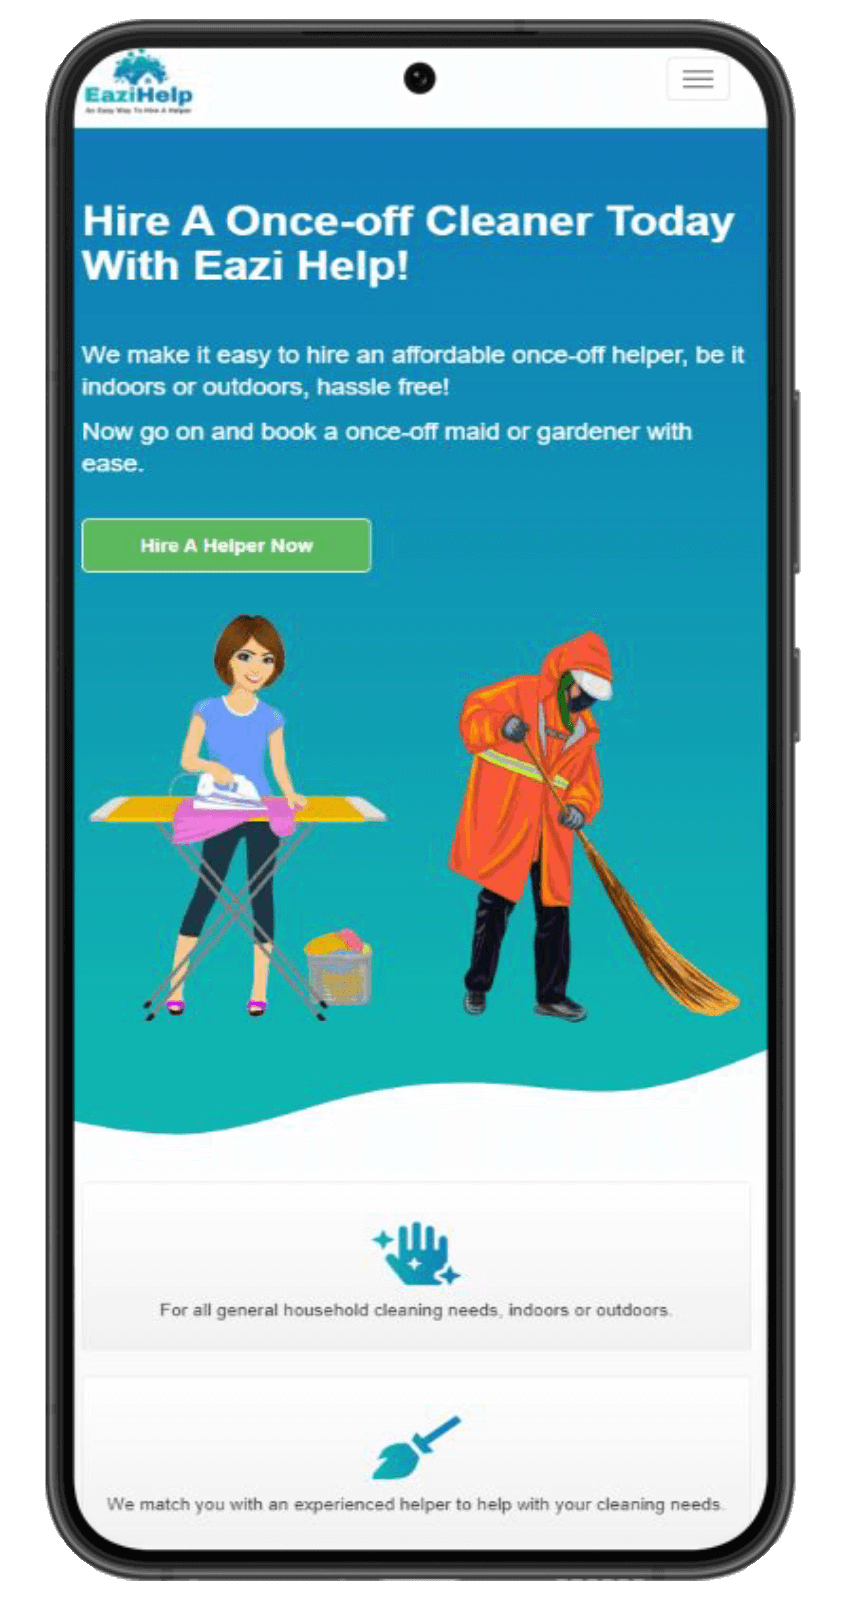 EaziHelp
An Easy Way To Hire A Helper
Hire A Once-off Cleaner Today
With Eazi Help!
We make it easy to hire an affordable once-off helper, be it
indoors or outdoors, hassle free!
Now go on and book a once-off maid or gardener with
ease.
Hire A Helper Now
For all general household cleaning needs, indoors or outdoors.
We match you with an experienced helper to help with your cleaning needs.